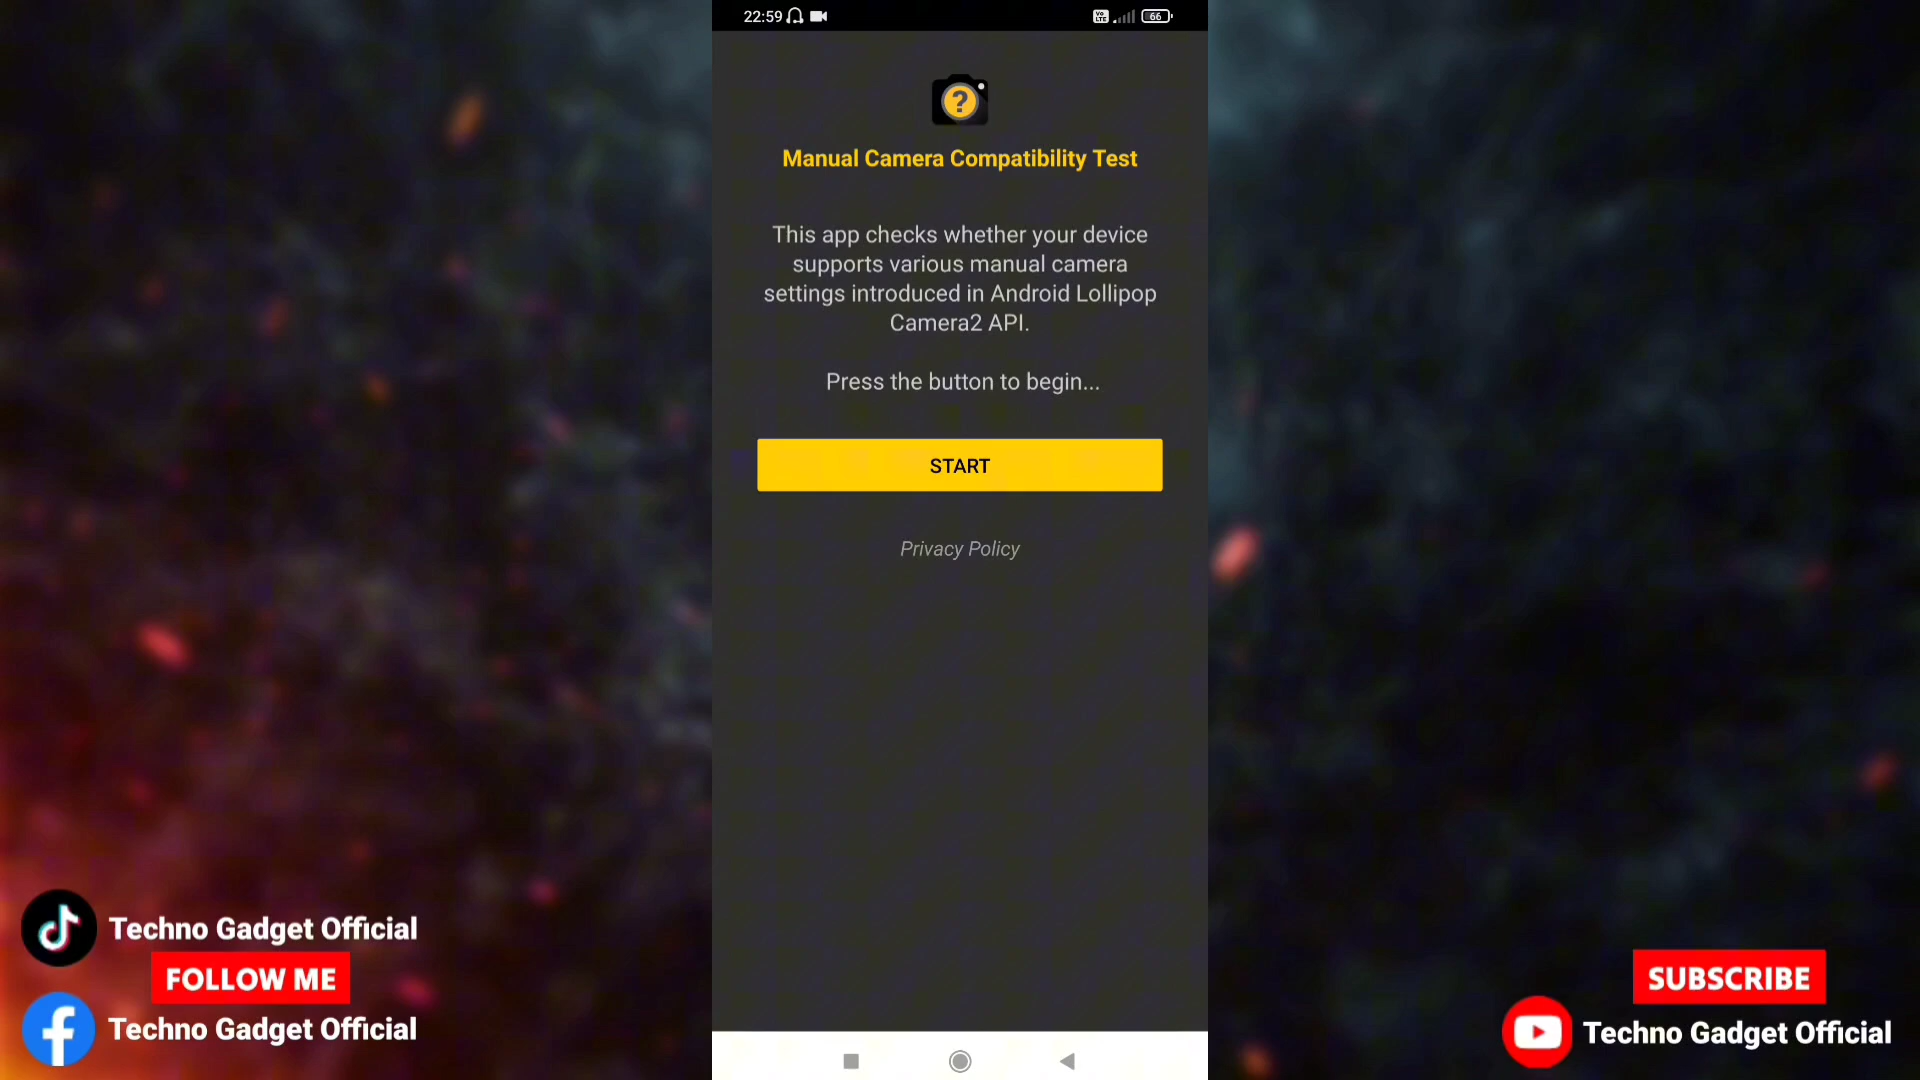 22:59
Vo LTE
66
?
Manual Camera Compatibility Test
This app checks whether your device
supports various manual camera
settings introduced in Android Lollipop
Camera2 API.
Press the button to begin...
START
Privacy Policy
Techno Gadget Official
FOLLOW ME
Techno Gadget Official
SUBSCRIBE
Techno Gadget Official